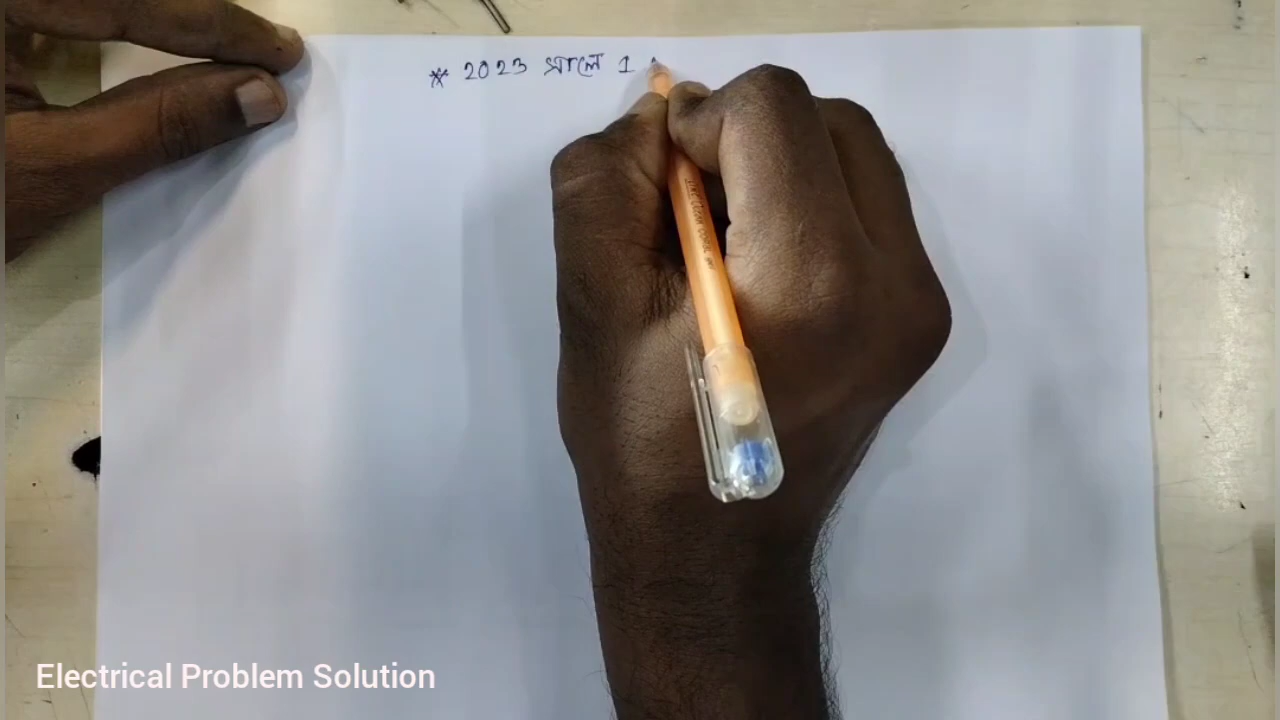 * 2023 সালে 1
Electrical Problem Solution